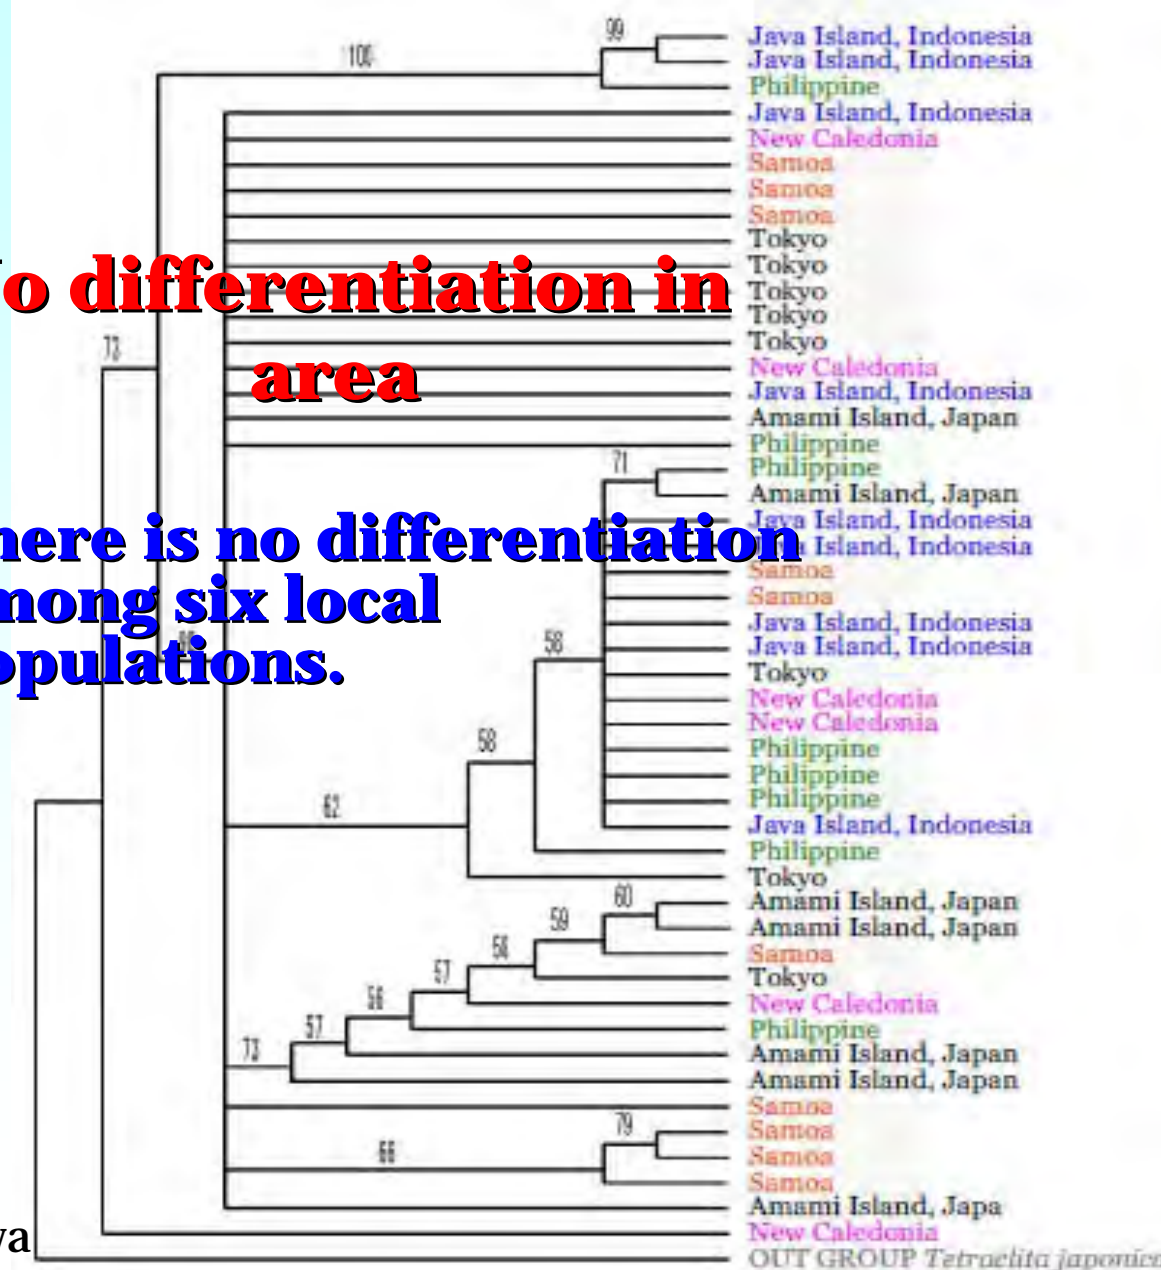 99
Java Island, Indonesia
100
Java Island, Indonesia
Philippine
Java Island, Indonesia
New Caledonia
Samoa
Samoa
Samoa
Tokyo
Tokyo
o differentiation in
Tokyo
Tokyo
Tokyo
73
New Caledonia
area
Java Island, Indonesia
Amami Island, Japan
Philippine
71
Philippine
Amami Island, Japan
Java Island, Indonesia
here is no differentiation
Island, Indonesia
Samoa
mong six local
Samoa
Java Island, Indonesia
58
Java Island, Indonesia
opulations.
Tokyo
New Caledonia
New Caledonia
58
Philippine
Philippine
62
Philippine
Java Island, Indonesia
Philippine
Tokyo
60
Amami Island, Japan
59
Amami Island, Japan
Samoa
57
Tokyo
New Caledonia
57
Philippine
73
Amami Island, Japan
Amami Island, Japan
Samoa
79
Samoa
66
Samoa
Samoa
Amami Island, Japa
New Caledonia
va
OUT GROUP Tetraclita japonica